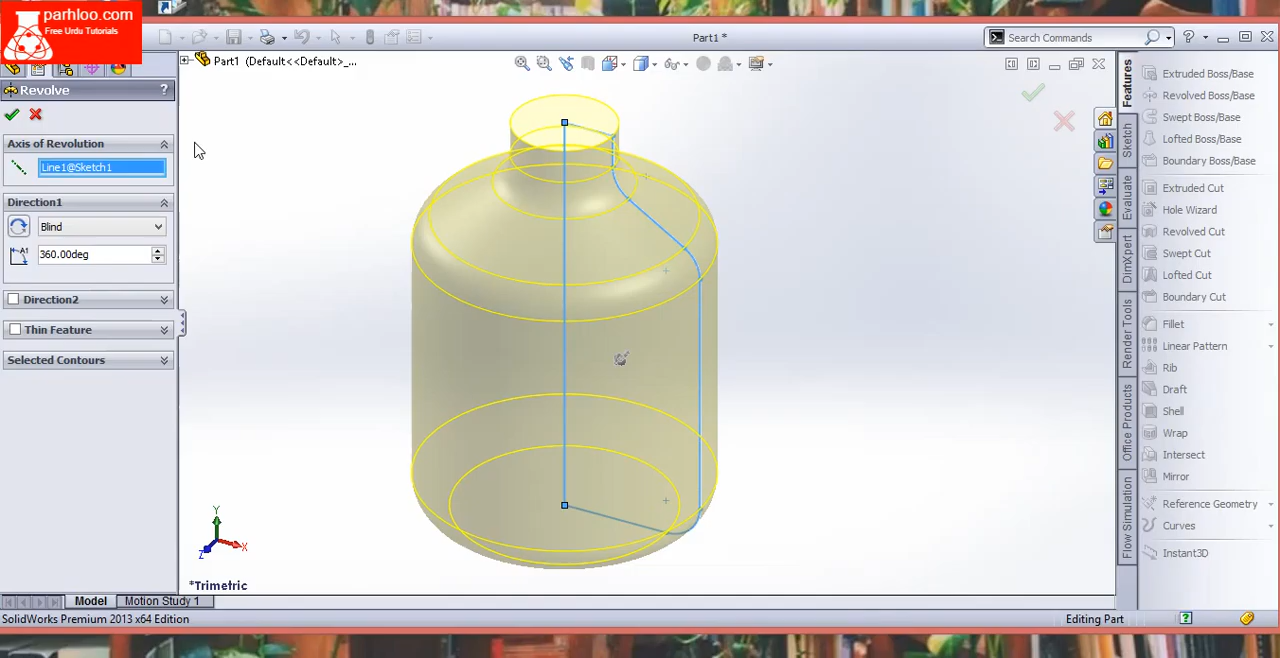 parhloo.com
Free Urdu Tutorials
Part1 *
Search Commands
?
Revolve
?
Axis of Revolution
Line1@Sketch1
Direction1
Blind
A1
360.00deg
Direction2
Thin Feature
Selected Contours
Part1 (Default<<Default>_...
Y
X
Z
*Trimetric
Features
Sketch
Evaluate
DimXpert
Render Tools
Office Products
Flow Simulation
Extruded Boss/Base
Revolved Boss/Base
Swept Boss/Base
Lofted Boss/Base
Boundary Boss/Base
Extruded Cut
Hole Wizard
Revolved Cut
Swept Cut
Lofted Cut
Boundary Cut
Fillet
Linear Pattern
Rib
Draft
Shell
Wrap
Intersect
Mirror
Reference Geometry
Curves
Instant3D
Model
Motion Study 1
SolidWorks Premium 2013 x64 Edition
Editing Part
?